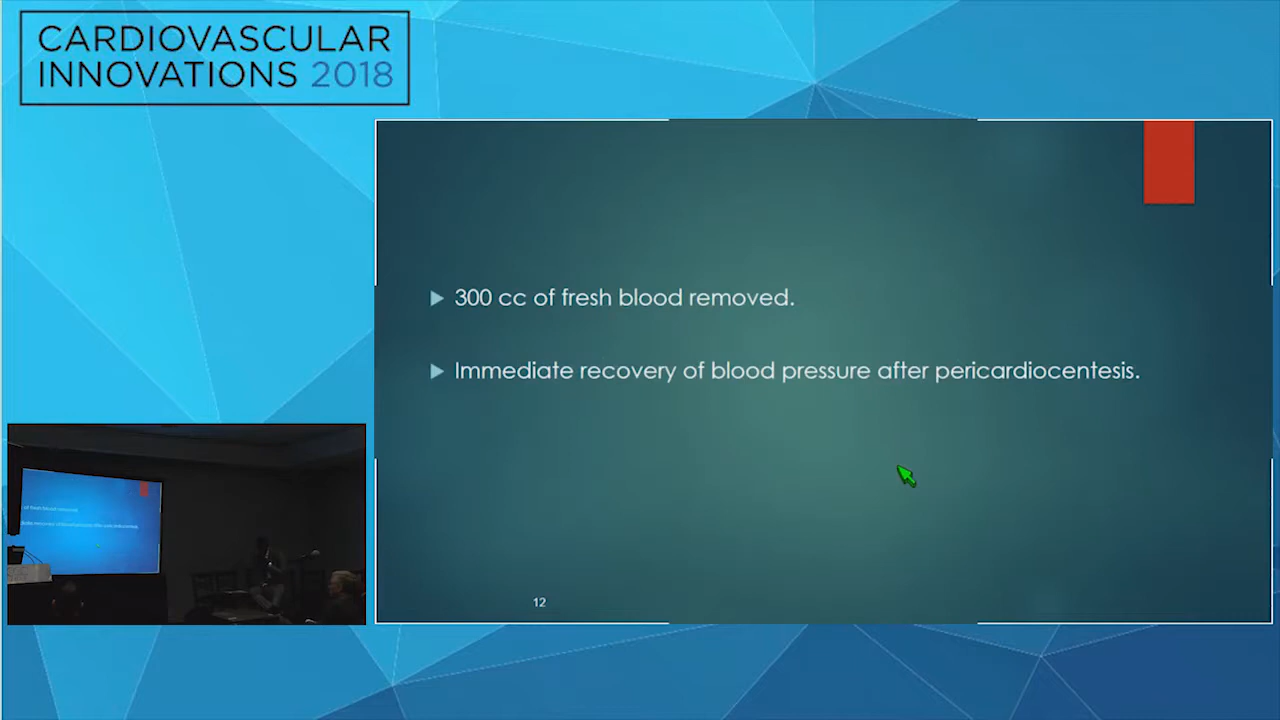 CARDIOVASCULAR
INNOVATIONS 2018
300 cc of fresh blood removed.
Immediate recovery of blood pressure after pericardiocentesis.
12